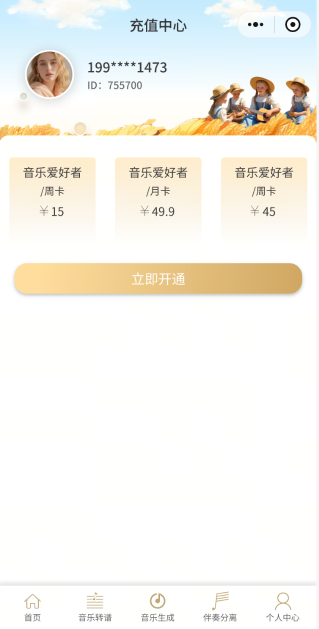 充值中心
199****1473
ID：755700
音乐爱好者
/周卡
￥15
音乐爱好者
/月卡
￥49.9
音乐爱好者
/周卡
￥45
立即开通
首页
音乐转谱
音乐生成
伴奏分离
个人中心